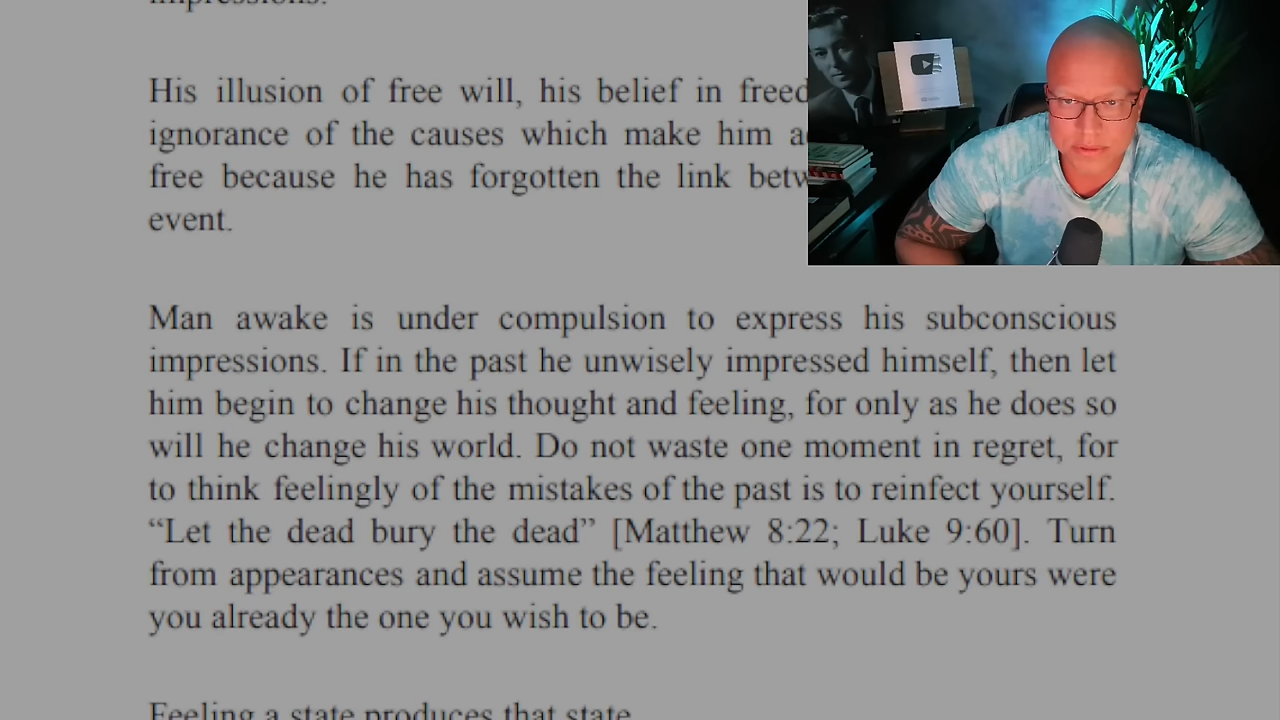 impressions.
His illusion of free will, his belief in
ignorance of the causes which make him
free because he has forgotten the link
event.
Man awake is under compulsion to express his subconscious
impressions. If in the past he unwisely impressed himself, then let
him begin to change his thought and feeling, for only as he does so
will he change his world. Do not waste one moment in regret, for
to think feelingly of the mistakes of the past is to reinfect yourself.
“Let the dead bury the dead” [Matthew 8:22; Luke 9:60]. Turn
from appearances and assume the feeling that would be yours were
you already the one you wish to be.
Feeling a state produces that state.